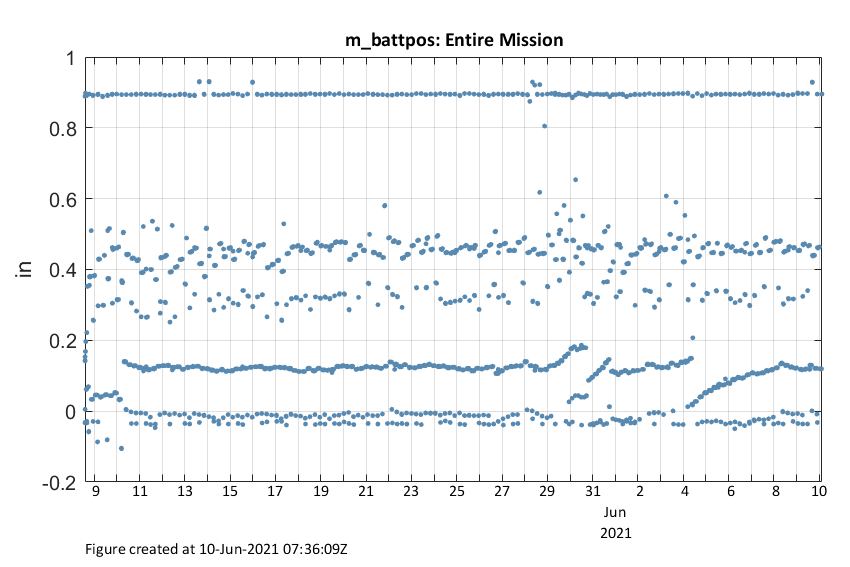 m_battpos: Entire Mission
1
0.8
0.6
0.4
0.2
0
-0.2
in
9 11 13 15 17 19 21 23 25 27 29 31 2 4 6 8 10
Jun
2021
Figure created at 10-Jun-2021 07:36:09Z